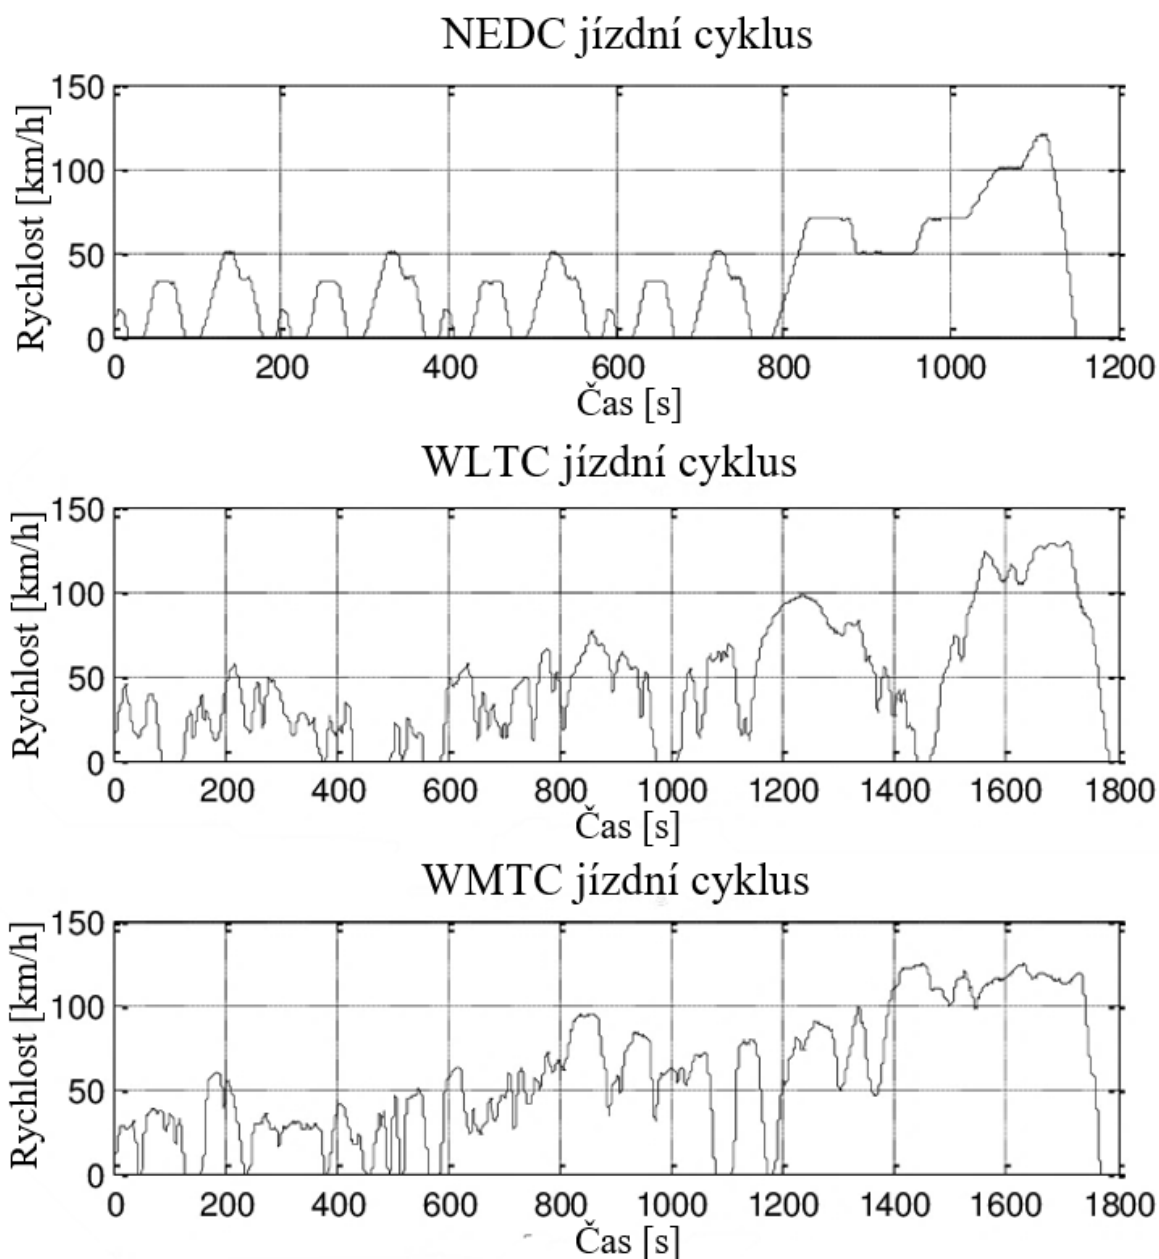 NEDC jízdní cyklus
150
100
50
0
Rychlost [km/h]
0 200 400 600 800 1000 1200
Čas [s]
WLTC jízdní cyklus
150
100
50
0
Rychlost [km/h]
0 200 400 600 800 1000 1200 1400 1600 1800
Čas [s]
WMTC jízdní cyklus
150
100
50
0
Rychlost [km/h]
0 200 400 600 800 1000 1200 1400 1600 1800
Čas [s]